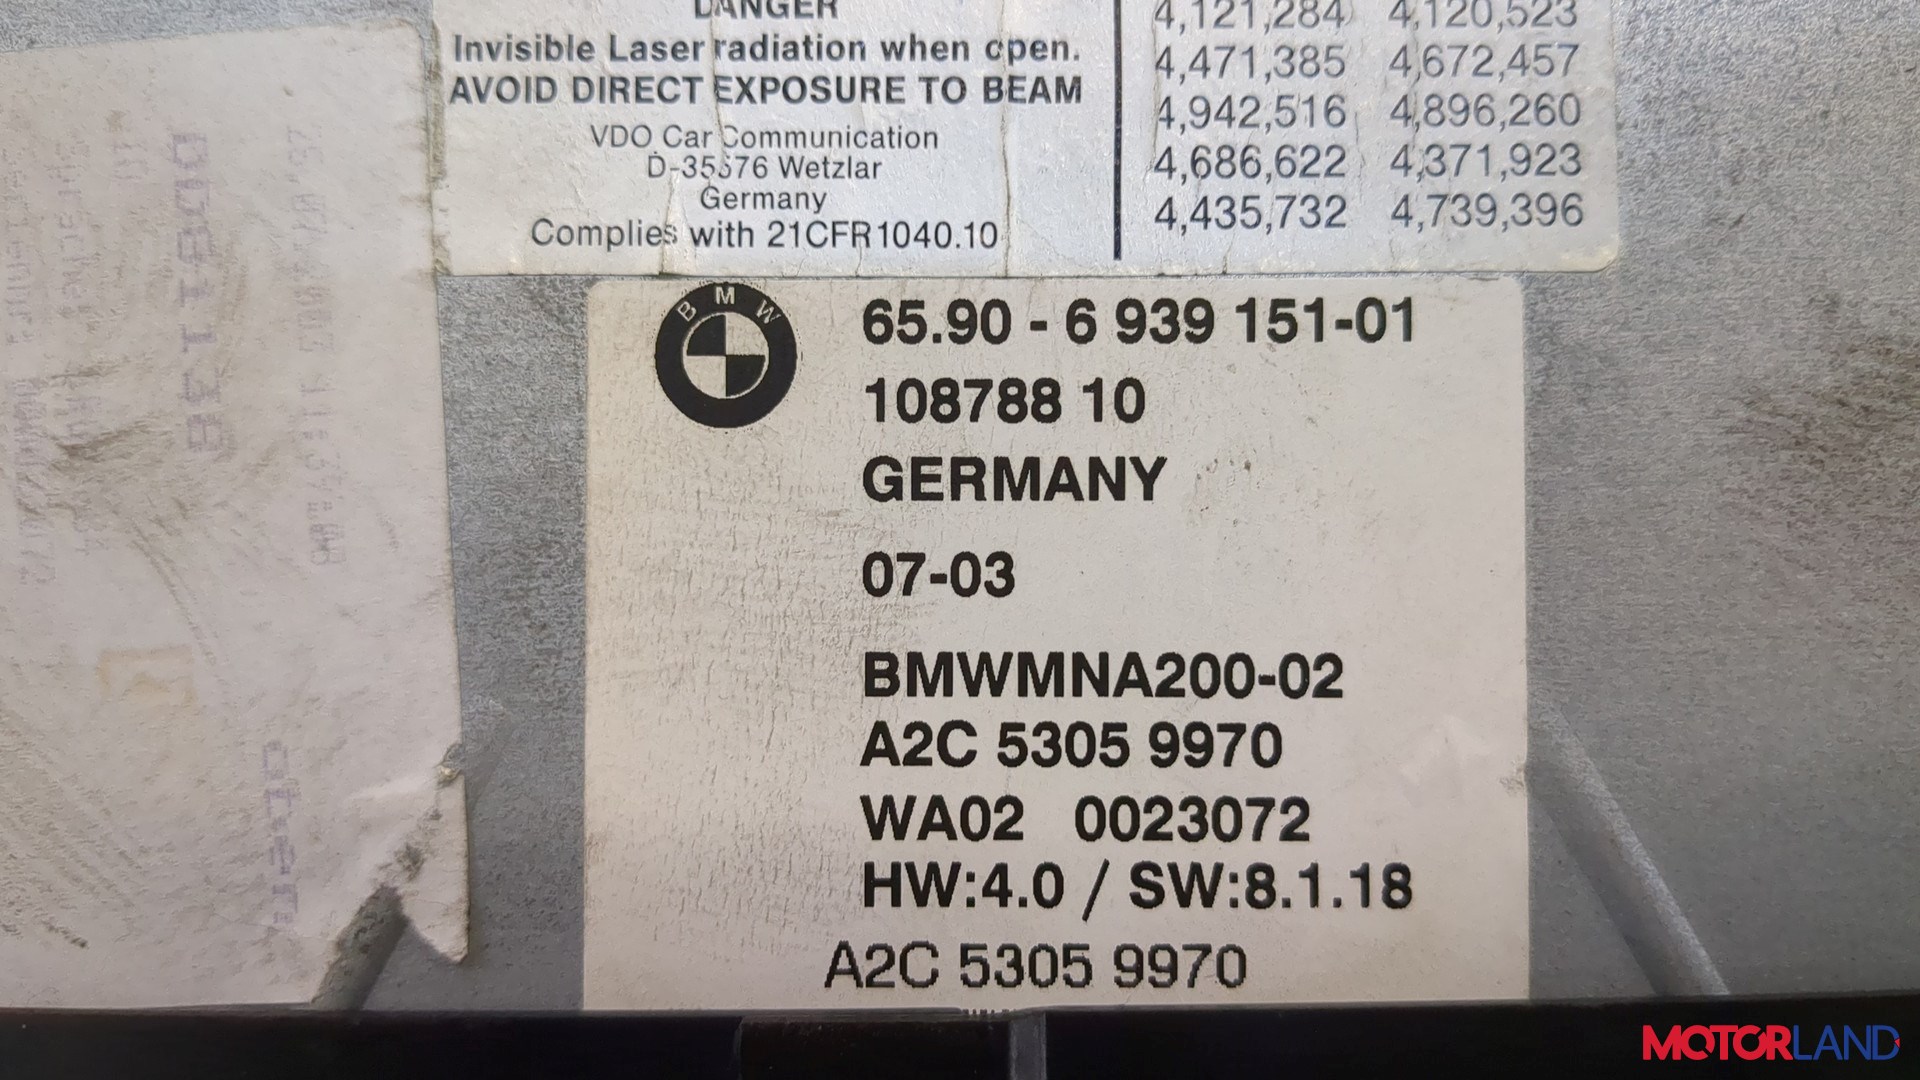 DANGER
Invisible Laser radiation when open.
AVOID DIRECT EXPOSURE TO BEAM
VDO Car Communication
D-35576 Wetzlar
Germany
Complies with 21CFR1040.10
4,121,284 4,120,523
4,471,385 4,672,457
4,942,516 4,896,260
4,686,622 4,371,923
4,435,732 4,739,396
BMW
65.90 - 6 939 151-01
108788 10
GERMANY
07-03
BMWMNA200-02
A2C 5305 9970
WA02 0023072
HW:4.0 / SW:8.1.18
A2C 5305 9970
MOTORLAND